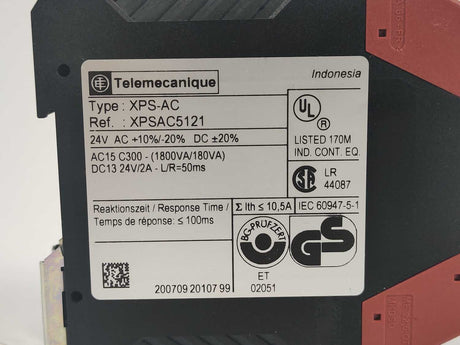 Telemecanique
Indonesia
Type : XPS-AC
Ref. : XPSAC5121
24V AC +10%/-20% DC ±20%
AC15 C300 - (1800VA/180VA)
DC13 24V/2A - L/R=50ms
UL
R
LISTED 170M
IND. CONT. EQ.
LR
44087
Reaktionszeit / Response Time /
Temps de réponse: ≤ 100ms
Σ Ith ≤ 10,5A
IEC 60947-5-1
BG-PRÜFZERT
GS
ET
02051
200709 20107 99